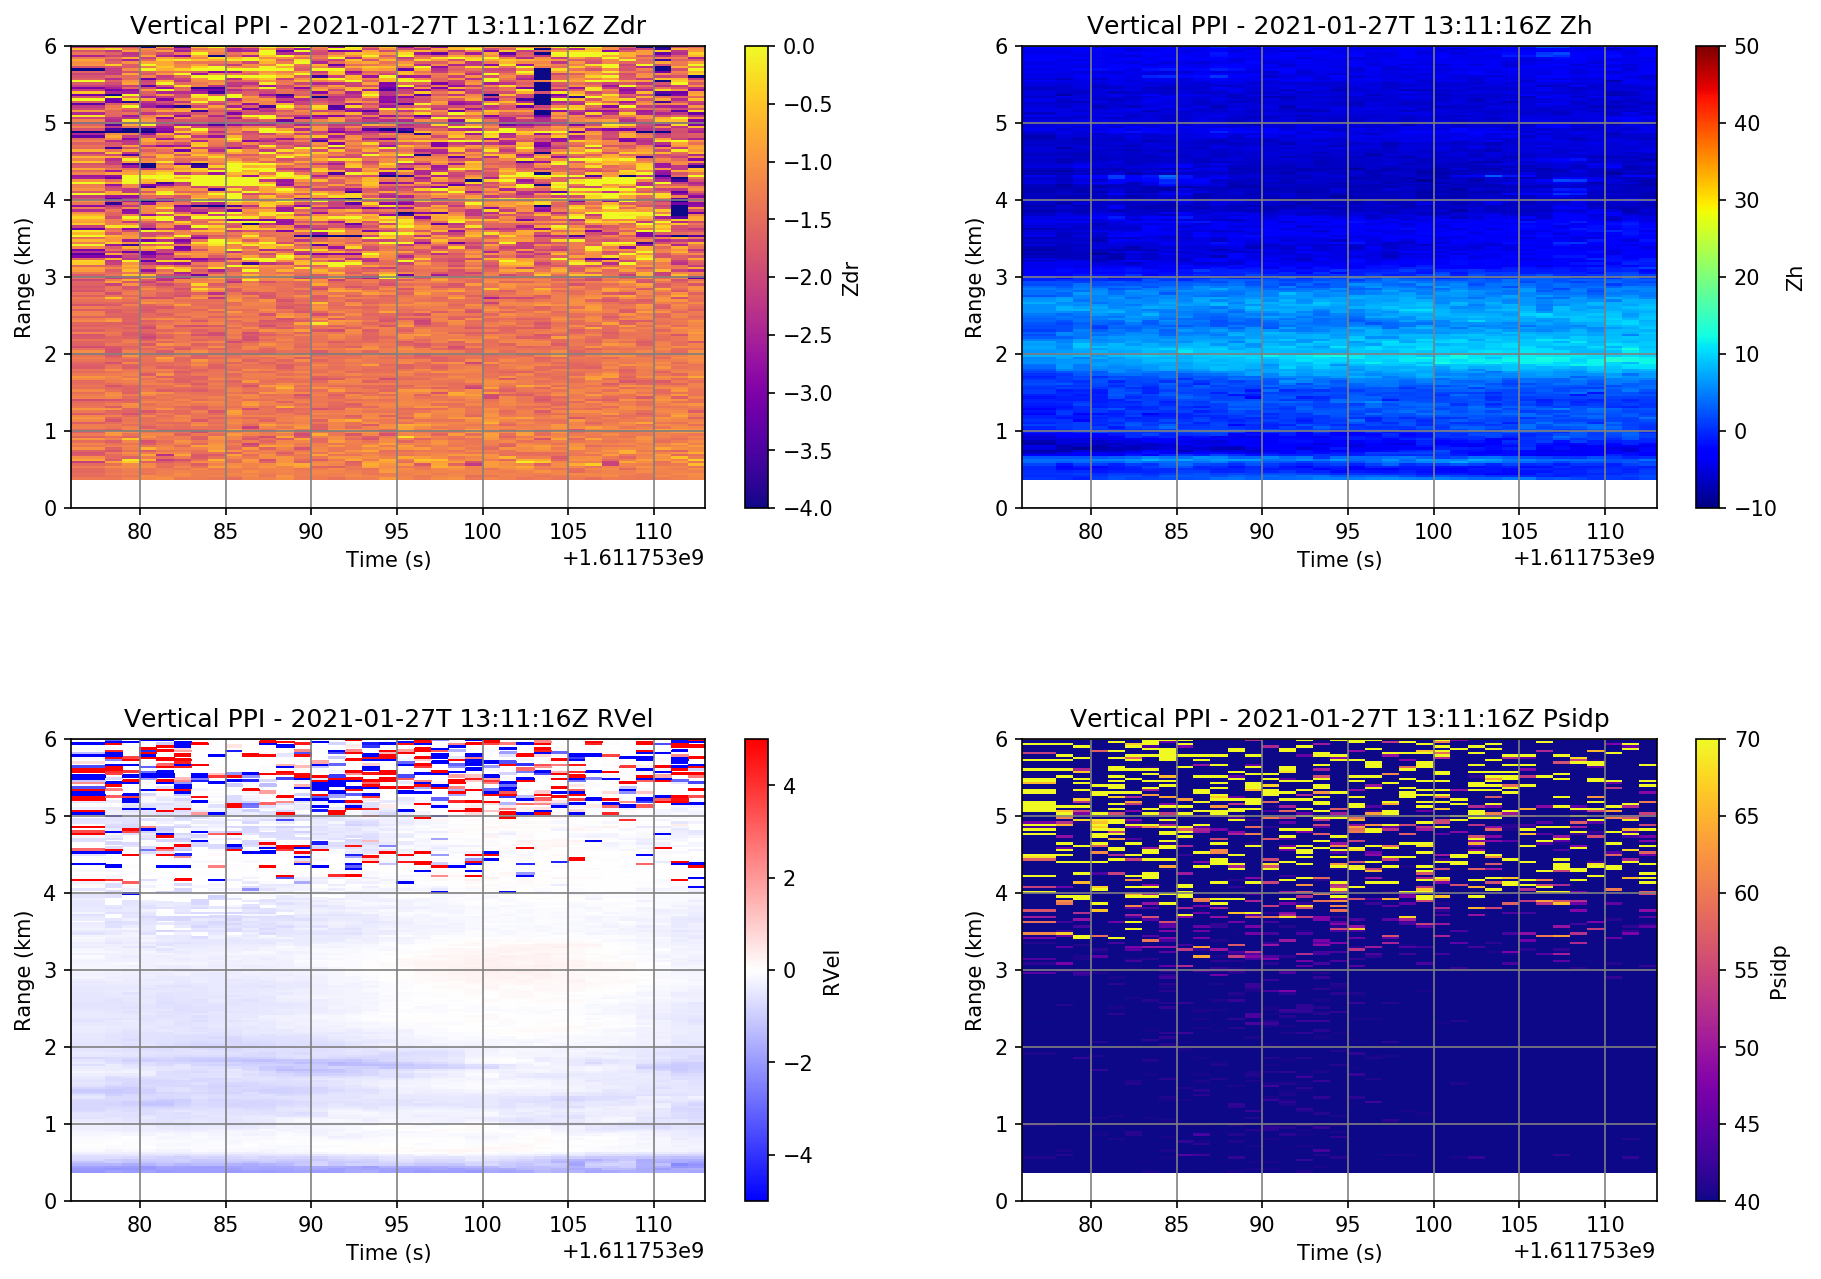 Vertical PPI - 2021-01-27T 13:11:16Z Zdr
6
5
4
3
2
1
0
Range (km)
80 85 90 95 100 105 110
Time (s)
+1.611753e9
0.0
−0.5
−1.0
−1.5
−2.0
−2.5
−3.0
−3.5
−4.0
Zdr
Vertical PPI - 2021-01-27T 13:11:16Z Zh
6
5
4
3
2
1
0
Range (km)
80 85 90 95 100 105 110
Time (s)
+1.611753e9
50
40
30
20
10
0
−10
Zh
Vertical PPI - 2021-01-27T 13:11:16Z RVel
6
5
4
3
2
1
0
Range (km)
80 85 90 95 100 105 110
Time (s)
+1.611753e9
4
2
0
−2
−4
RVel
Vertical PPI - 2021-01-27T 13:11:16Z Psidp
6
5
4
3
2
1
0
Range (km)
80 85 90 95 100 105 110
Time (s)
+1.611753e9
70
65
60
55
50
45
40
Psidp